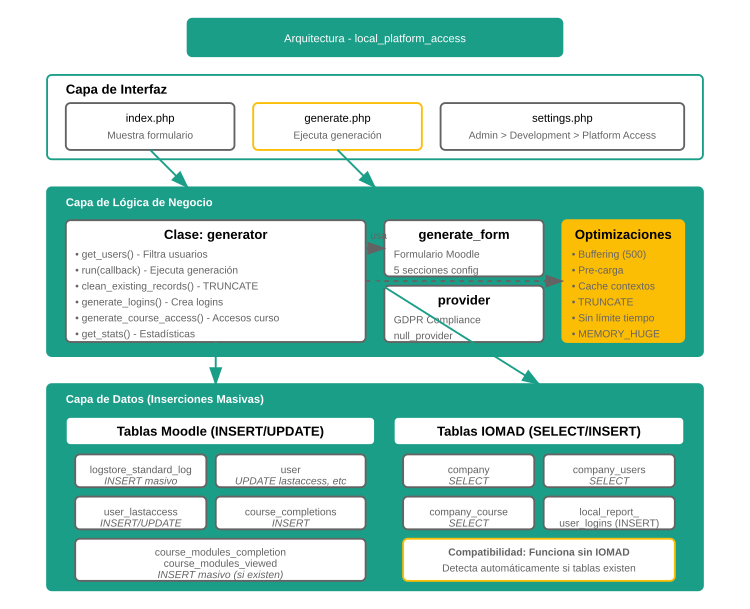 Arquitectura - local_platform_access
Capa de Interfaz
index.php
Muestra formulario
generate.php
Ejecuta generación
settings.php
Admin > Development > Platform Access
Capa de Lógica de Negocio
Clase: generator
• get_users() - Filtra usuarios
• run(callback) - Ejecuta generación
• clean_existing_records() - TRUNCATE
• generate_logins() - Crea logins
• generate_course_access() - Accesos curso
• get_stats() - Estadísticas
usa
generate_form
Formulario Moodle
5 secciones config
provider
GDPR Compliance
null_provider
Optimizaciones
• Buffering (500)
• Pre-carga
• Cache contextos
• TRUNCATE
• Sin límite tiempo
• MEMORY_HUGE
Capa de Datos (Inserciones Masivas)
Tablas Moodle (INSERT/UPDATE)
logstore_standard_log
INSERT masivo
user
UPDATE lastaccess, etc
user_lastaccess
INSERT/UPDATE
course_completions
INSERT
course_modules_completion
course_modules_viewed
INSERT masivo (si existen)
Tablas IOMAD (SELECT/INSERT)
company
SELECT
company_users
SELECT
company_course
SELECT
local_report_
user_logins (INSERT)
Compatibilidad: Funciona sin IOMAD
Detecta automáticamente si tablas existen